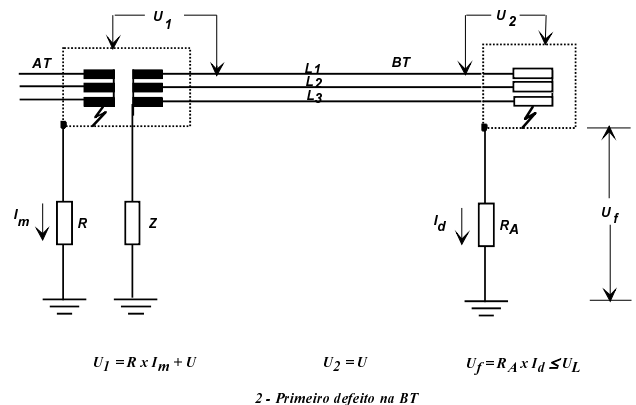 U1
U2
AT
L1
BT
L2
L3
Im
R
Z
Id
RA
Uf
U1 = R x Im + U
U2 = U
Uf = RA x Id ≤ UL
2 - Primeiro defeito na BT